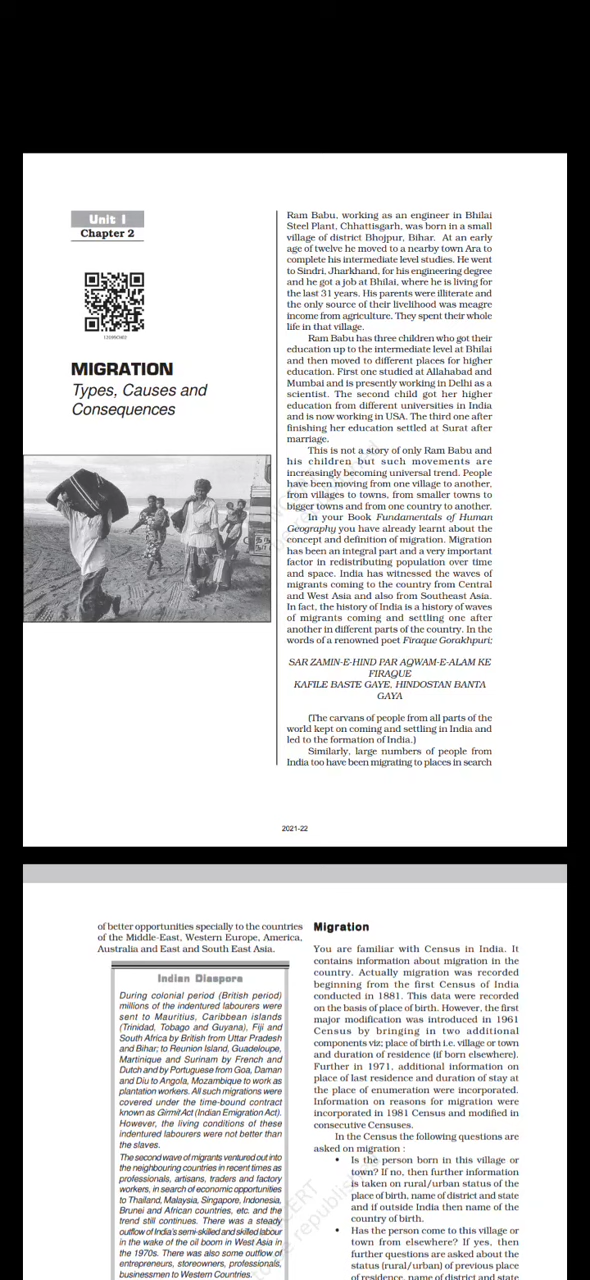 Unit I
Chapter 2
12099CH02
MIGRATION
Types, Causes and
Consequences
Ram Babu, working as an engineer in Bhilai
Steel Plant, Chhattisgarh, was born in a small
village of district Bhojpur, Bihar. At an early
age of twelve he moved to a nearby town Ara to
complete his intermediate level studies. He went
to Sindri, Jharkhand, for his engineering degree
and he got a job at Bhilai, where he is living for
the last 31 years. His parents were illiterate and
the only source of their livelihood was meagre
income from agriculture. They spent their whole
life in that village.
Ram Babu has three children who got their
education up to the intermediate level at Bhilai
and then moved to different places for higher
education. First one studied at Allahabad and
Mumbai and is presently working in Delhi as a
scientist. The second child got her higher
education from different universities in India
and is now working in USA. The third one after
finishing her education settled at Surat after
marriage.
This is not a story of only Ram Babu and
his children but such movements are
increasingly becoming universal trend. People
have been moving from one village to another,
from villages to towns, from smaller towns to
bigger towns and from one country to another.
In your Book Fundamentals of Human
Geography you have already learnt about the
concept and definition of migration. Migration
has been an integral part and a very important
factor in redistributing population over time
and space. India has witnessed the waves of
migrants coming to the country from Central
and West Asia and also from Southeast Asia.
In fact, the history of India is a history of waves
of migrants coming and settling one after
another in different parts of the country. In the
words of a renowned poet Firaque Gorakhpuri;
SAR ZAMIN-E-HIND PAR AQWAM-E-ALAM KE
FIRAQUE
KAFILE BASTE GAYE, HINDOSTAN BANTA
GAYA
(The carvans of people from all parts of the
world kept on coming and settling in India and
led to the formation of India.)
Similarly, large numbers of people from
India too have been migrating to places in search
2021-22
of better opportunities specially to the countries
of the Middle-East, Western Europe, America,
Australia and East and South East Asia.
Indian Diaspora
During colonial period (British period)
millions of the indentured labourers were
sent to Mauritius, Caribbean islands
(Trinidad, Tobago and Guyana), Fiji and
South Africa by British from Uttar Pradesh
and Bihar; to Reunion Island, Guadeloupe,
Martinique and Surinam by French and
Dutch and by Portuguese from Goa, Daman
and Diu to Angola, Mozambique to work as
plantation workers. All such migrations were
covered under the time-bound contract
known as Girmit Act (Indian Emigration Act).
However, the living conditions of these
indentured labourers were not better than
the slaves.
The second wave of migrants ventured out into
the neighbouring countries in recent times as
professionals, artisans, traders and factory
workers, in search of economic opportunities
to Thailand, Malaysia, Singapore, Indonesia,
Brunei and African countries, etc. and the
trend still continues. There was a steady
outflow of India's semi-skilled and skilled labour
in the wake of the oil boom in West Asia in
the 1970s. There was also some outflow of
entrepreneurs, storeowners, professionals,
businessmen to Western Countries.
Migration
You are familiar with Census in India. It
contains information about migration in the
country. Actually migration was recorded
beginning from the first Census of India
conducted in 1881. This data were recorded
on the basis of place of birth. However, the first
major modification was introduced in 1961
Census by bringing in two additional
components viz; place of birth i.e. village or town
and duration of residence (if born elsewhere).
Further in 1971, additional information on
place of last residence and duration of stay at
the place of enumeration were incorporated.
Information on reasons for migration were
incorporated in 1981 Census and modified in
consecutive Censuses.
In the Census the following questions are
asked on migration :
• Is the person born in this village or
town? If no, then further information
is taken on rural/urban status of the
place of birth, name of district and state
and if outside India then name of the
country of birth.
• Has the person come to this village or
town from elsewhere? If yes, then
further questions are asked about the
status (rural/urban) of previous place
of residence, name of district and state